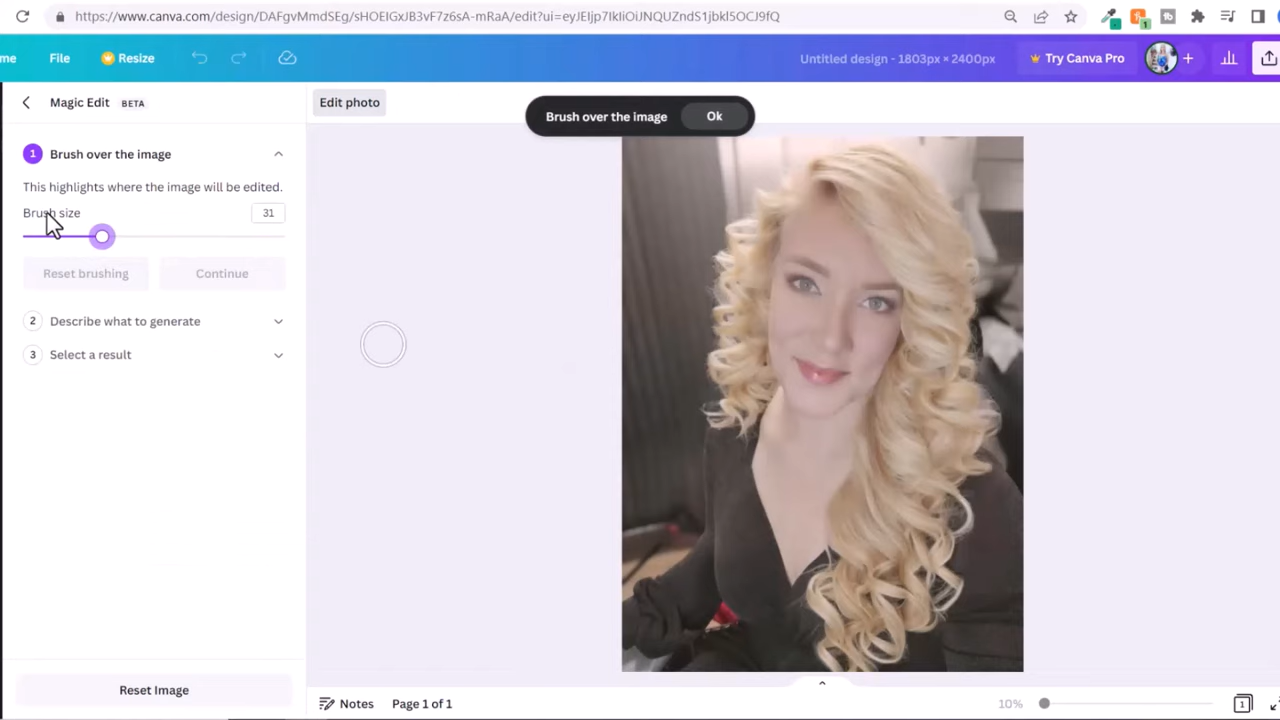 https://www.canva.com/design/DAFgvMmdSEg/sHOEIGxJB3vF7z6sA-mRaA/edit?ui=eyJEIjp7IkIiOiJNQUZndS1jbkl5OCJ9fQ
me File Resize Untitled design - 1803px × 2400px Try Canva Pro
Magic Edit BETA
Edit photo
Brush over the image Ok
1 Brush over the image
This highlights where the image will be edited.
Brush size 31
Reset brushing Continue
2 Describe what to generate
3 Select a result
Reset Image
Notes Page 1 of 1 10% 1